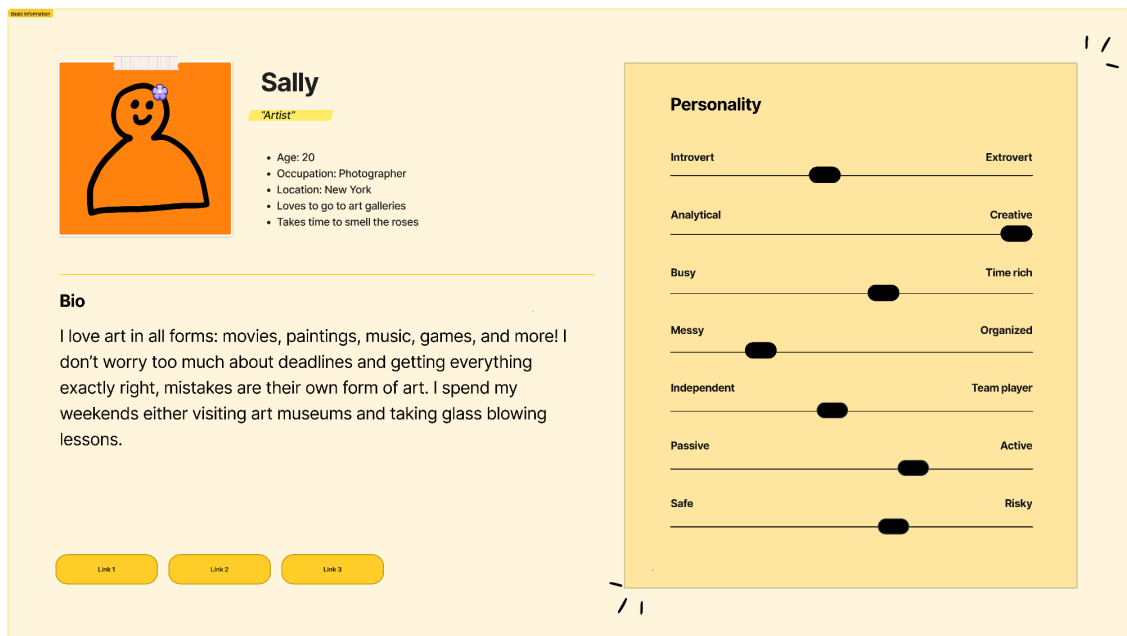 Basic information
Sally
"Artist"
• Age: 20
• Occupation: Photographer
• Location: New York
• Loves to go to art galleries
• Takes time to smell the roses
Bio
I love art in all forms: movies, paintings, music, games, and more! I
don’t worry too much about deadlines and getting everything
exactly right, mistakes are their own form of art. I spend my
weekends either visiting art museums and taking glass blowing
lessons.
Link 1 Link 2 Link 3
Personality
Introvert Extrovert
Analytical Creative
Busy Time rich
Messy Organized
Independent Team player
Passive Active
Safe Risky